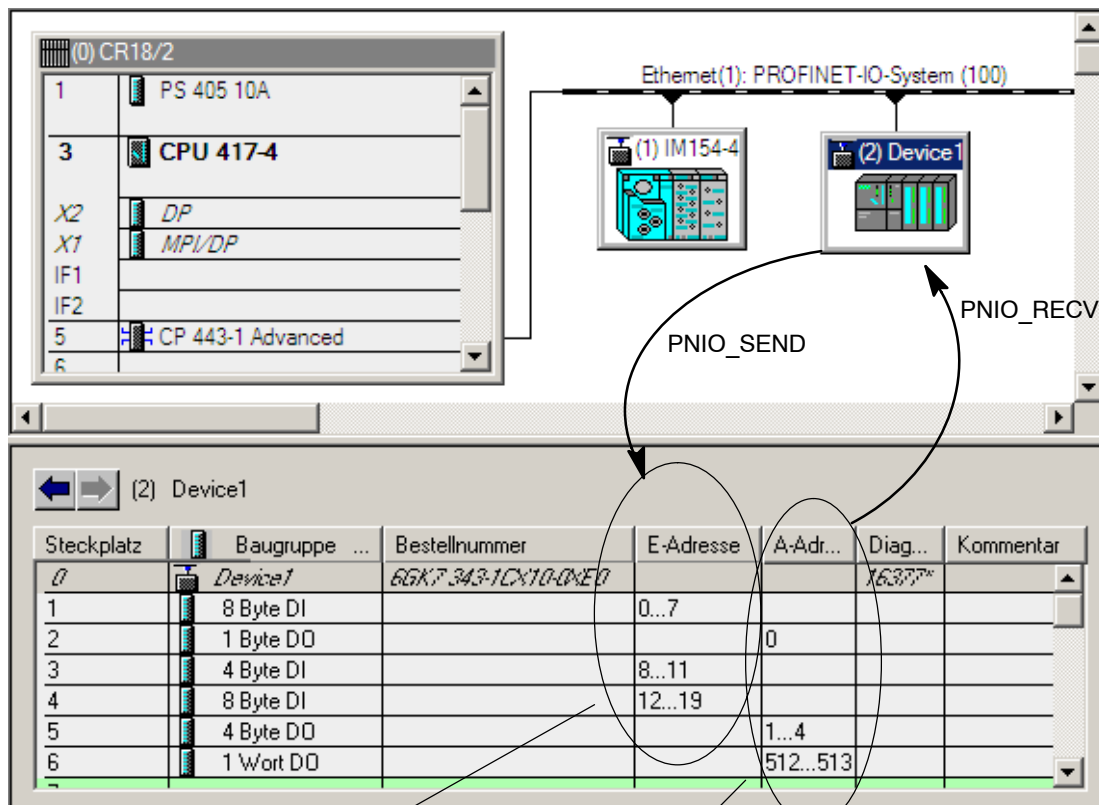 (0) CR18/2
1 PS 405 10A
3 CPU 417-4
X2 DP
X1 MPI/DP
IF1
IF2
5 CP 443-1 Advanced
6
Ethernet(1): PROFINET-IO-System (100)
(1) IM154-4
(2) Device1
PNIO_SEND
PNIO_RECV
(2) Device1
Steckplatz Baugruppe ... Bestellnummer E-Adresse A-Adr... Diag... Kommentar
0 Device1 6GK7 343-1CX10-0XE0 16377*
1 8 Byte DI 0...7
2 1 Byte DO 0
3 4 Byte DI 8...11
4 8 Byte DI 12...19
5 4 Byte DO 1...4
6 1 Wort DO 512...513